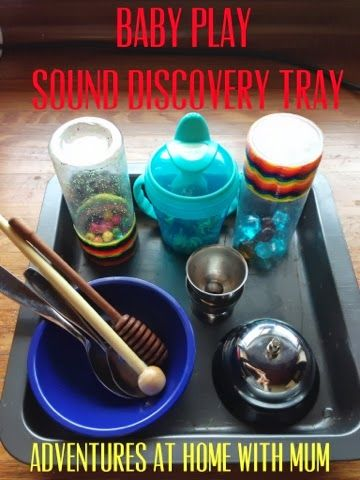 BABY PLAY
SOUND DISCOVERY TRAY
ADVENTURES AT HOME WITH MUM